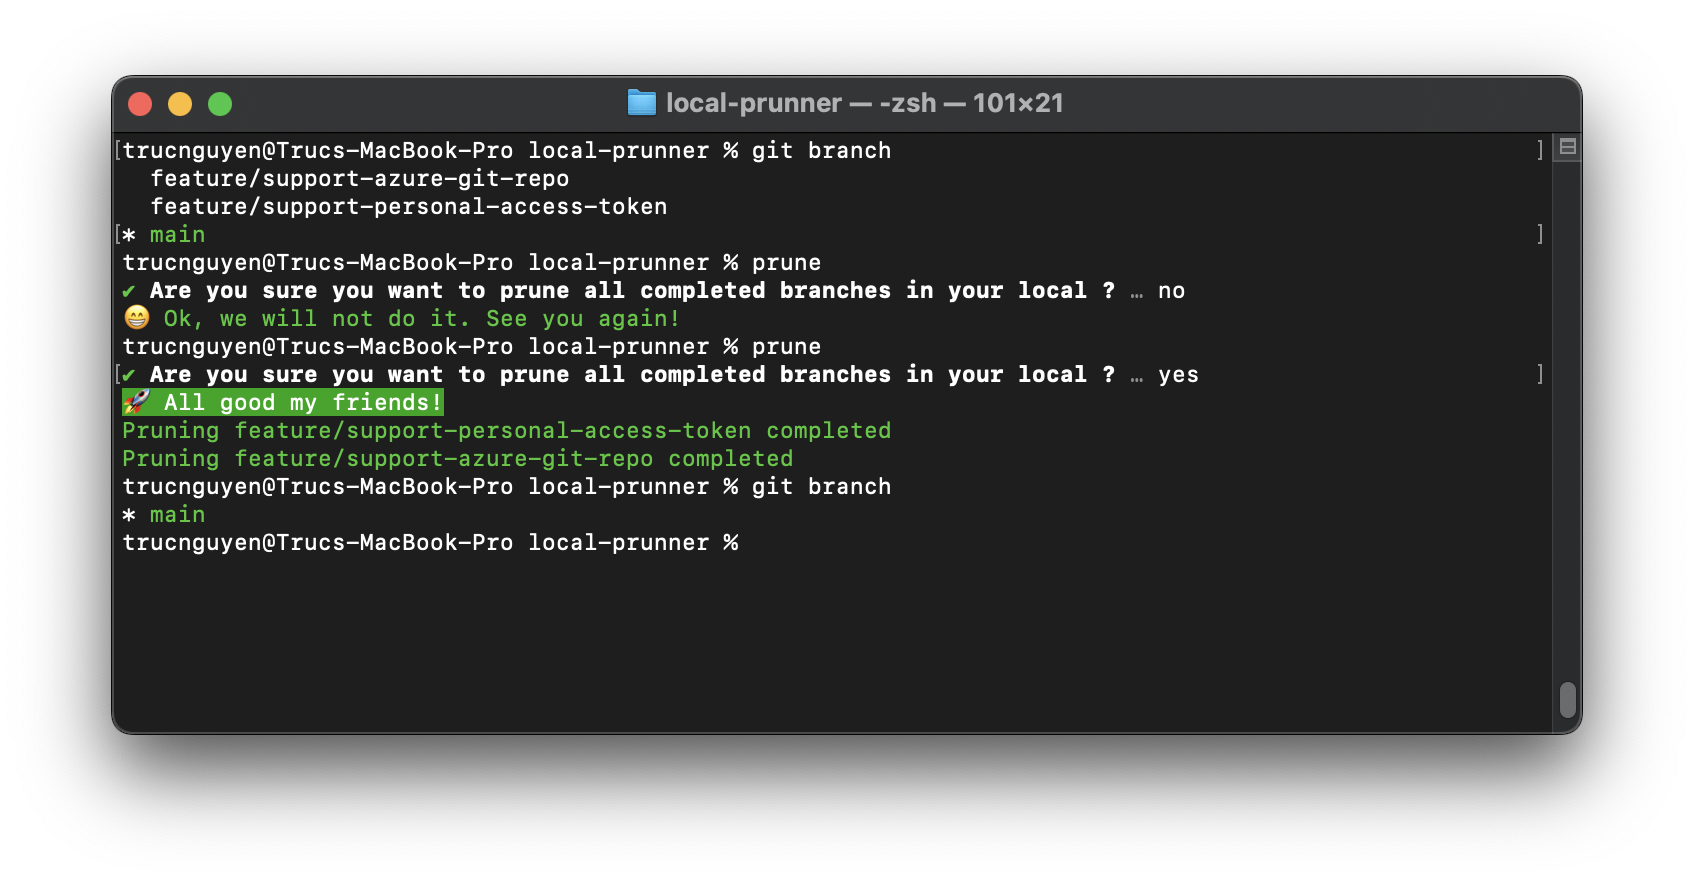 local-prunner — -zsh — 101×21
[trucnguyen@Trucs-MacBook-Pro local-prunner % git branch ]
  feature/support-azure-git-repo
  feature/support-personal-access-token
[* main ]
trucnguyen@Trucs-MacBook-Pro local-prunner % prune
✔ Are you sure you want to prune all completed branches in your local ? … no
😁 Ok, we will not do it. See you again!
trucnguyen@Trucs-MacBook-Pro local-prunner % prune
[✔ Are you sure you want to prune all completed branches in your local ? … yes ]
🚀 All good my friends!
Pruning feature/support-personal-access-token completed
Pruning feature/support-azure-git-repo completed
trucnguyen@Trucs-MacBook-Pro local-prunner % git branch
* main
trucnguyen@Trucs-MacBook-Pro local-prunner %